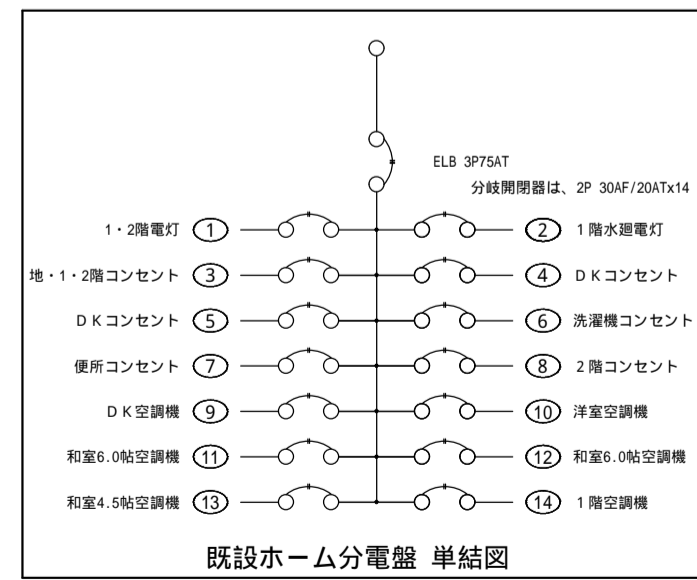 ELB 3P75AT
分岐開閉器は、2P 30AF/20ATx14
1・2階電灯 1 2 1階水廻電灯
地・1・2階コンセント 3 4 DKコンセント
DKコンセント 5 6 洗濯機コンセント
便所コンセント 7 8 2階コンセント
DK空調機 9 10 洋室空調機
和室6.0帖空調機 11 12 和室6.0帖空調機
和室4.5帖空調機 13 14 1階空調機
既設ホーム分電盤 単結図